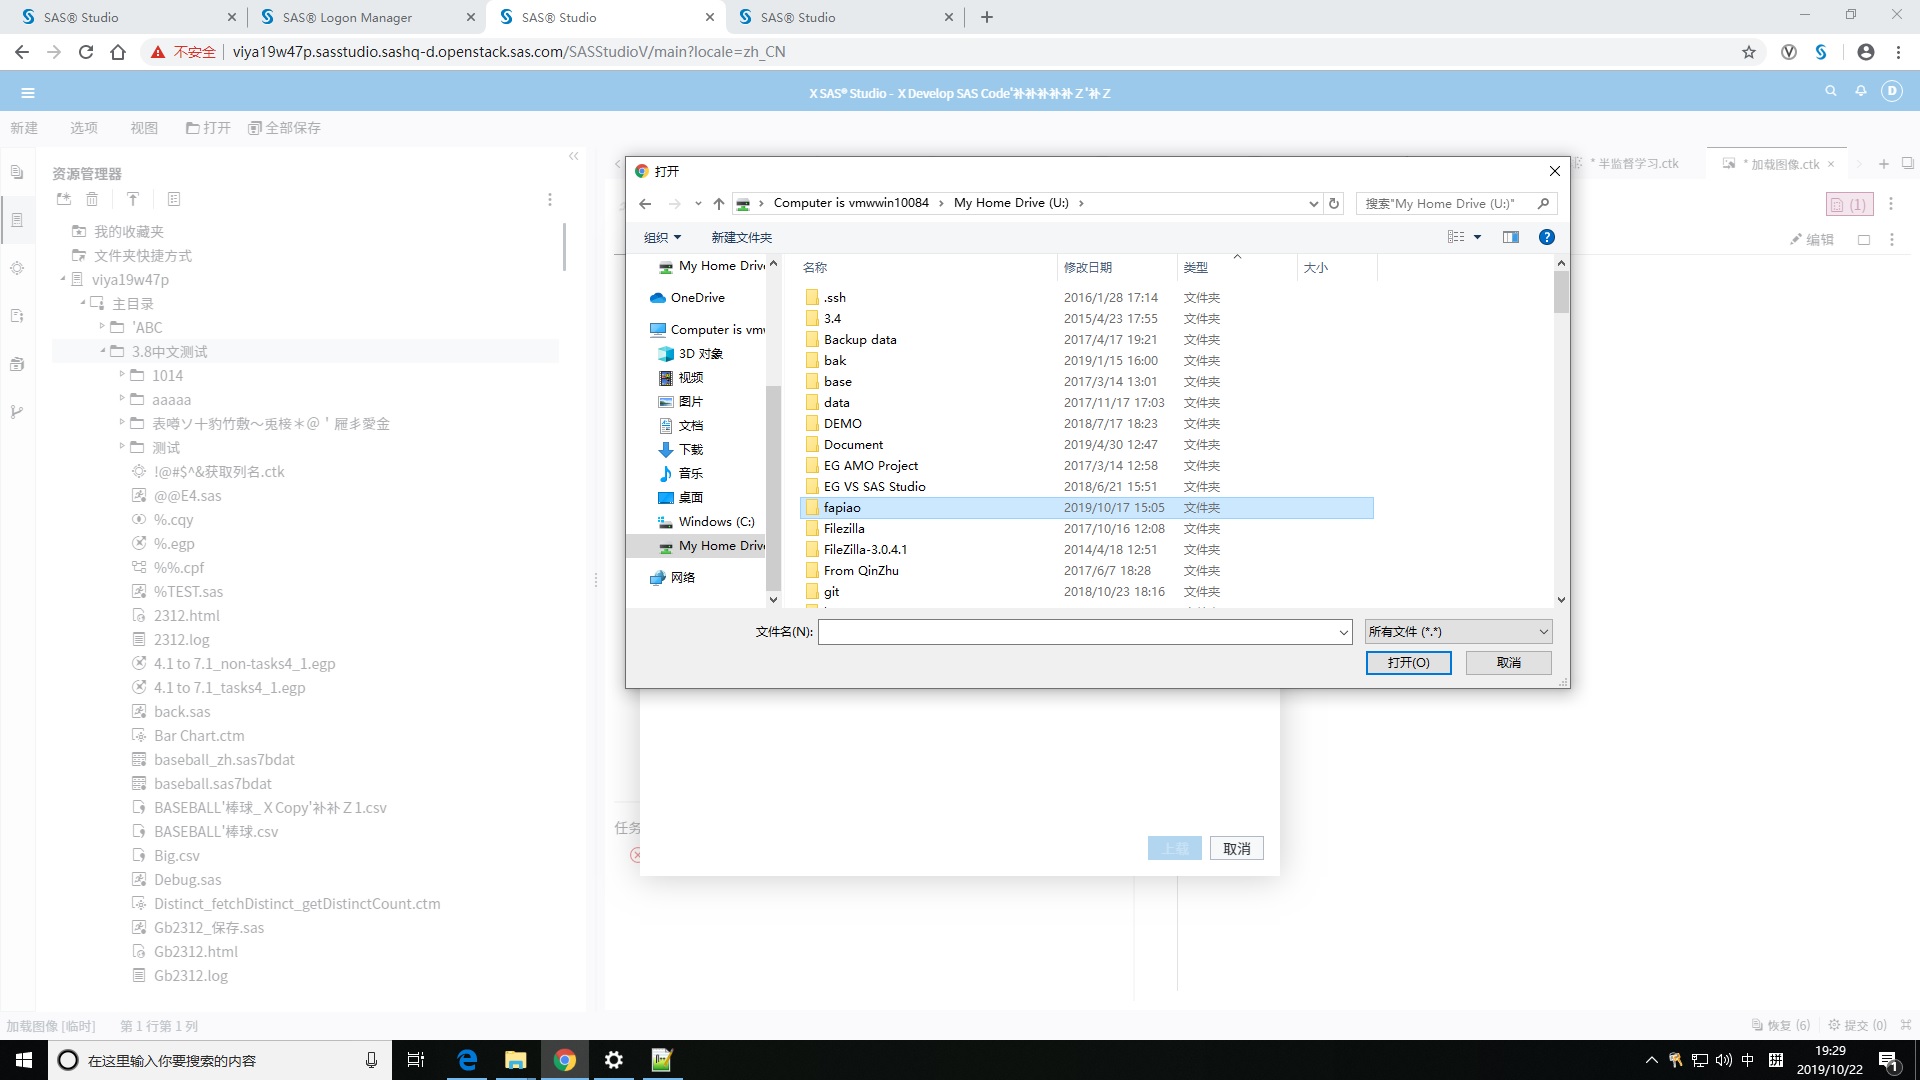 SAS® Studio
SAS® Logon Manager
SAS® Studio
SAS® Studio
不安全
viya19w47p.sasstudio.sashq-d.openstack.sas.com/SASStudioV/main?locale=zh_CN
X SAS® Studio - X Develop SAS Code'补补补补补 Z '补 Z
D
新建 选项 视图 打开 全部保存
资源管理器
我的收藏夹
文件夹快捷方式
viya19w47p
主目录
'ABC
3.8中文测试
1014
aaaaa
表噂ソ十豹竹敷～兎桜＊＠＇屜豸愛金
测试
!@#$^&获取列名.ctk
@@E4.sas
%.cqy
%.egp
%%.cpf
%TEST.sas
2312.html
2312.log
4.1 to 7.1_non-tasks4_1.egp
4.1 to 7.1_tasks4_1.egp
back.sas
Bar Chart.ctm
baseball_zh.sas7bdat
baseball.sas7bdat
BASEBALL'棒球_ X Copy'补补 Z 1.csv
BASEBALL'棒球.csv
Big.csv
Debug.sas
Distinct_fetchDistinct_getDistinctCount.ctm
Gb2312_保存.sas
Gb2312.html
Gb2312.log
* 半监督学习.ctk
* 加载图像.ctk
(1)
编辑
打开
Computer is vmwwin10084 My Home Drive (U:)
搜索"My Home Drive (U:)"
组织 新建文件夹
My Home Driv
OneDrive
Computer is vmw
3D 对象
视频
图片
文档
下载
音乐
桌面
Windows (C:)
My Home Driv
网络
名称 修改日期 类型 大小
.ssh 2016/1/28 17:14 文件夹
3.4 2015/4/23 17:55 文件夹
Backup data 2017/4/17 19:21 文件夹
bak 2019/1/15 16:00 文件夹
base 2017/3/14 13:01 文件夹
data 2017/11/17 17:03 文件夹
DEMO 2018/7/17 18:23 文件夹
Document 2019/4/30 12:47 文件夹
EG AMO Project 2017/3/14 12:58 文件夹
EG VS SAS Studio 2018/6/21 15:51 文件夹
fapiao 2019/10/17 15:05 文件夹
Filezilla 2017/10/16 12:08 文件夹
FileZilla-3.0.4.1 2014/4/18 12:51 文件夹
From QinZhu 2017/6/7 18:28 文件夹
git 2018/10/23 18:16 文件夹
文件名(N):
所有文件 (*.*)
打开(O) 取消
任务
上载 取消
加载图像 [临时] 第 1 行第 1 列
恢复 (6) 提交 (0)
在这里输入你要搜索的内容
中
拼
19:29
2019/10/22
1